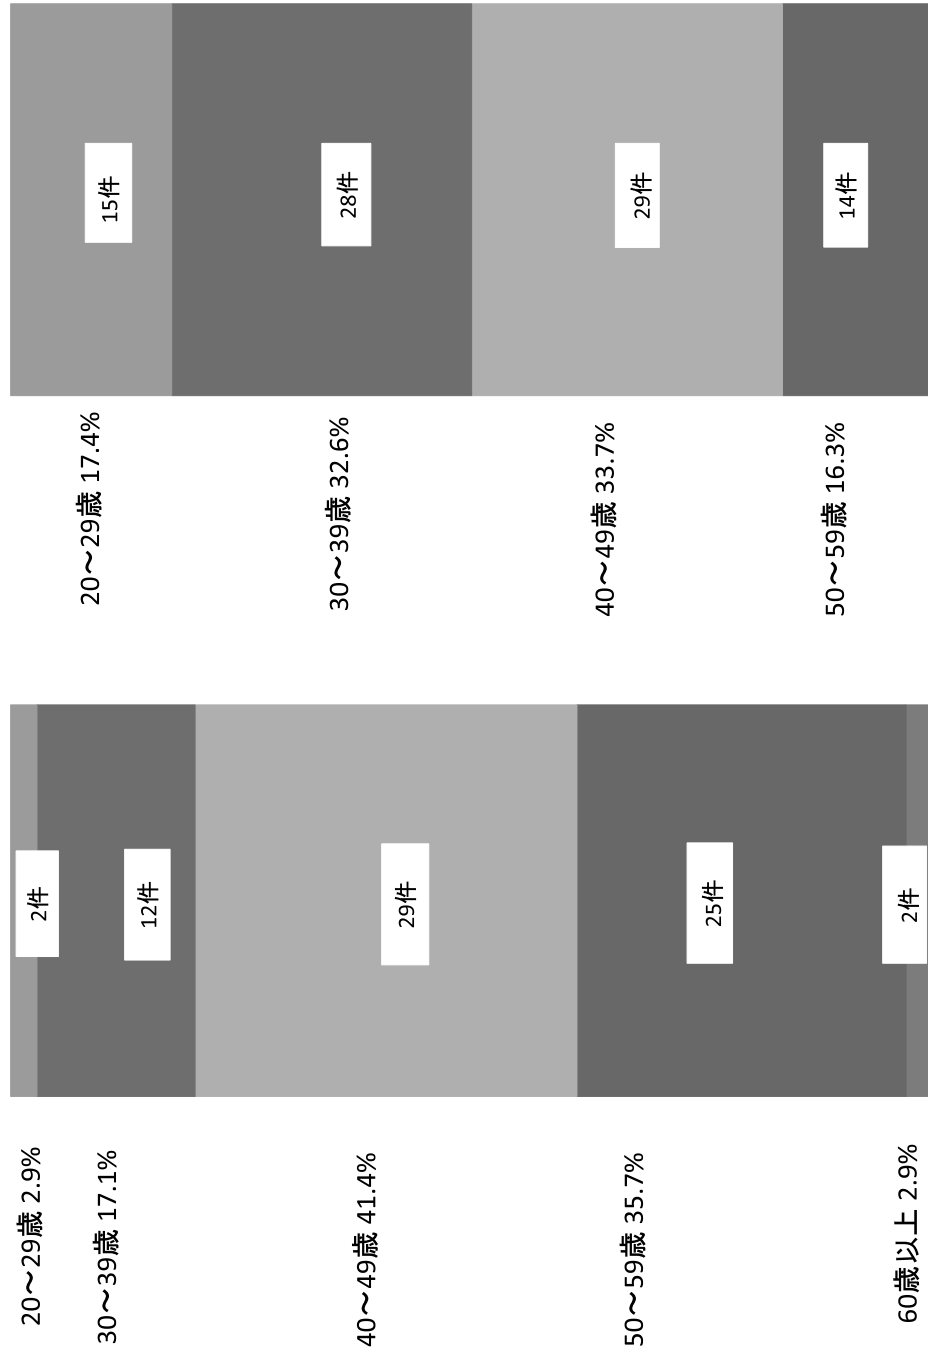 15件
28件
29件
14件
20～29歳 17.4%
30～39歳 32.6%
40～49歳 33.7%
50～59歳 16.3%
2件
12件
29件
25件
2件
20～29歳 2.9%
30～39歳 17.1%
40～49歳 41.4%
50～59歳 35.7%
60歳以上 2.9%